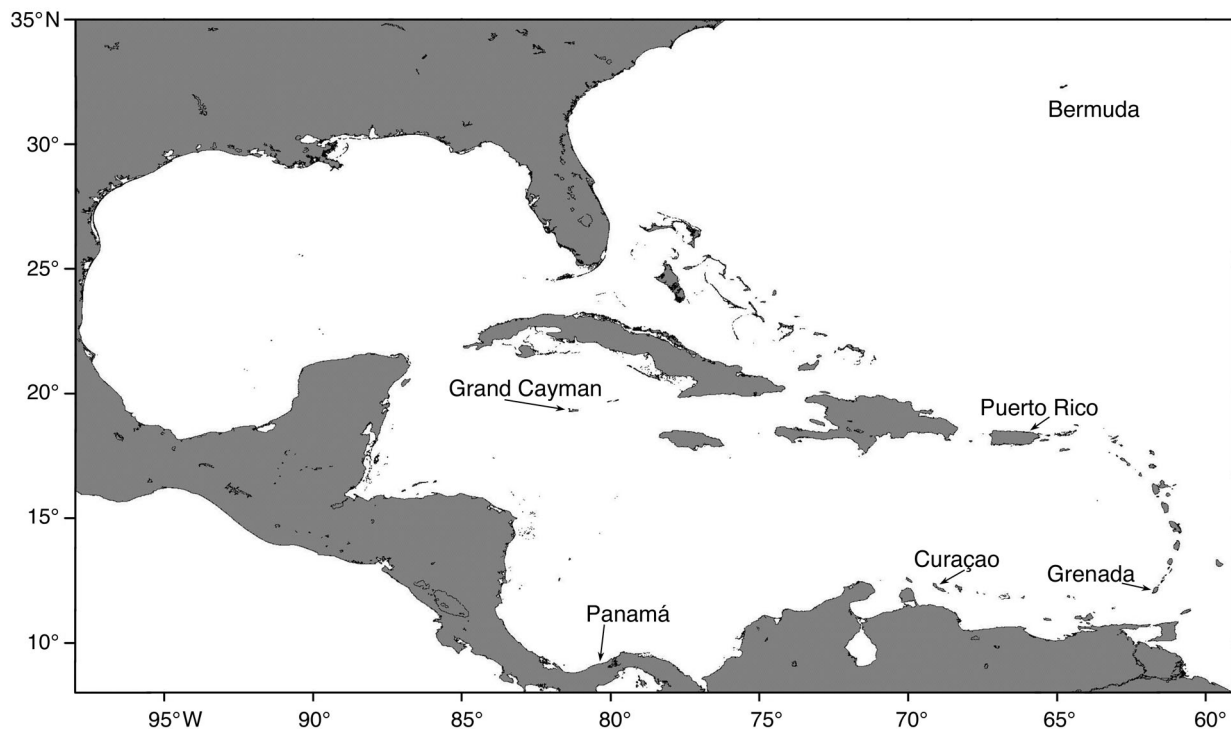 35°N
Bermuda
30°
25°
20°
Grand Cayman
Puerto Rico
15°
Curaçao
Grenada
Panamá
10°
95°W 90° 85° 80° 75° 70° 65° 60°